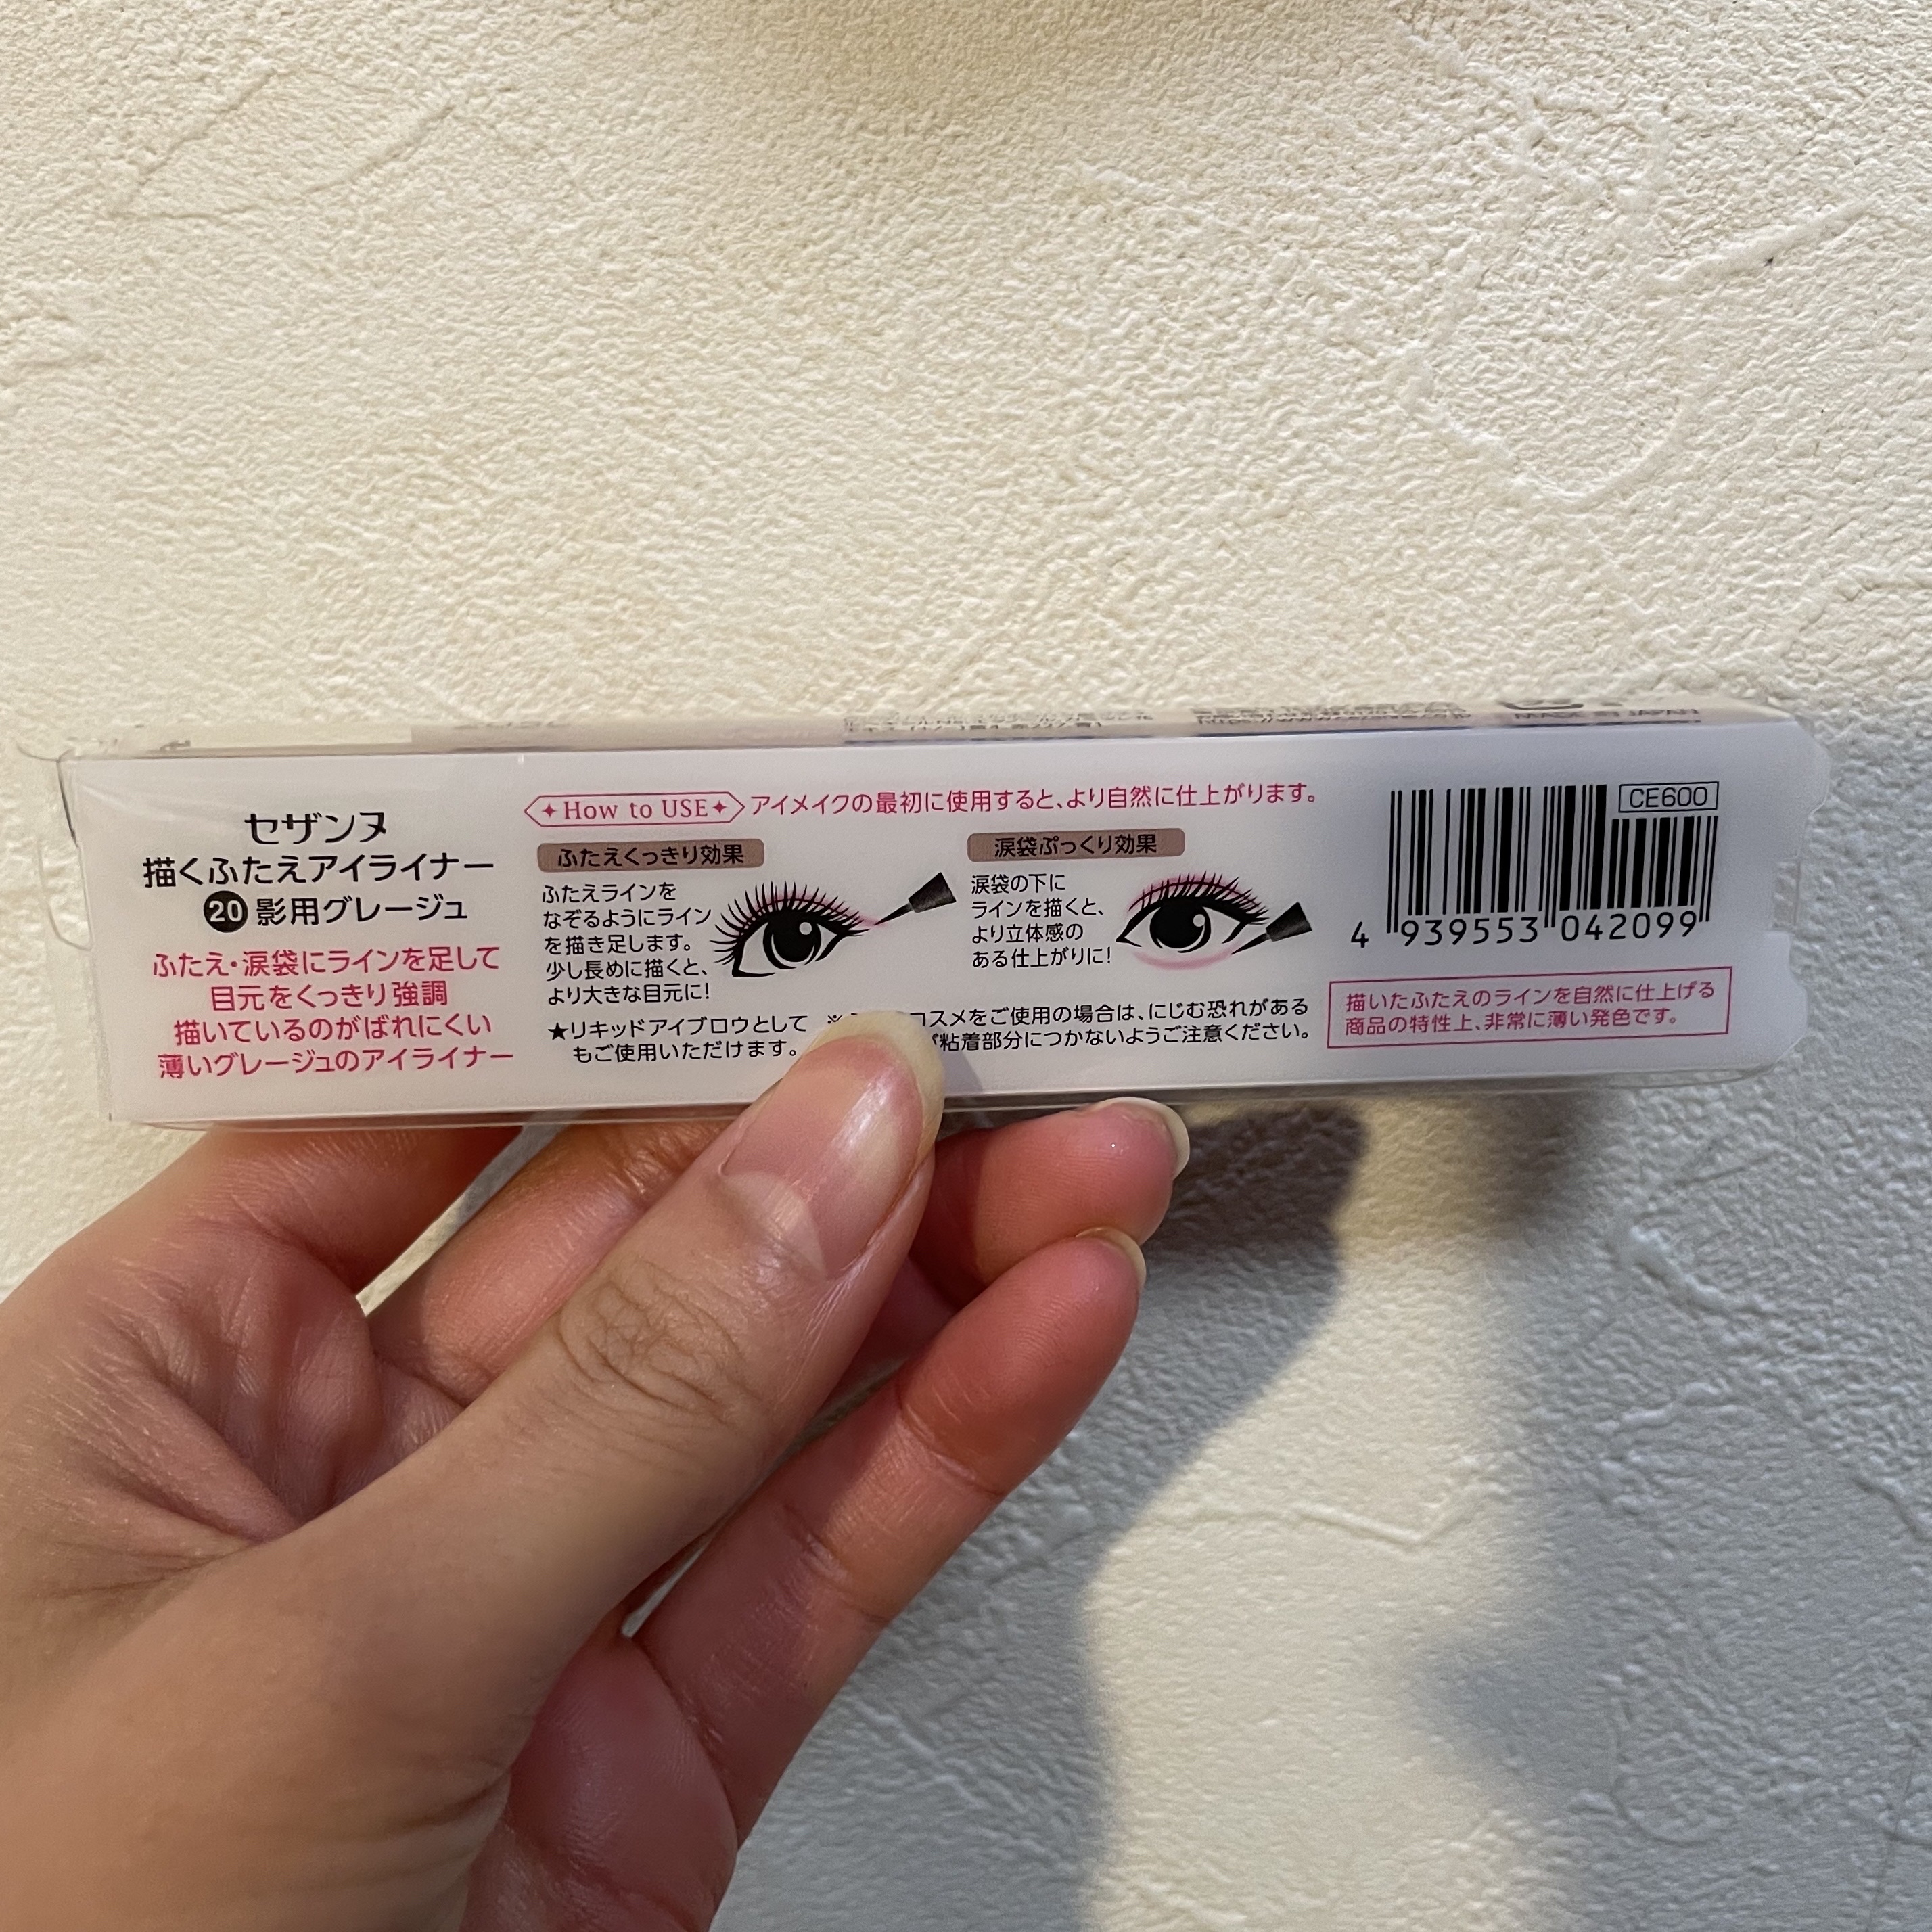 セザンヌ
描くふたえアイライナー
20 影用グレージュ
ふたえ・涙袋にラインを足して
目元をくっきり強調
描いているのがばれにくい
薄いグレージュのアイライナー
How to USE アイメイクの最初に使用すると、より自然に仕上がります。
ふたえくっきり効果
ふたえラインを
なぞるようにライン
を描き足します。
少し長めに描くと、
より大きな目元に!
★リキッドアイブロウとして
もご使用いただけます。
涙袋ぷっくり効果
涙袋の下に
ラインを描くと、
より立体感の
ある仕上がりに!
コスメをご使用の場合は、にじむ恐れがある
粘着部分につかないようご注意ください。
CE600
4 939553 042099
描いたふたえのラインを自然に仕上げる
商品の特性上、非常に薄い発色です。
MADE IN JAPAN